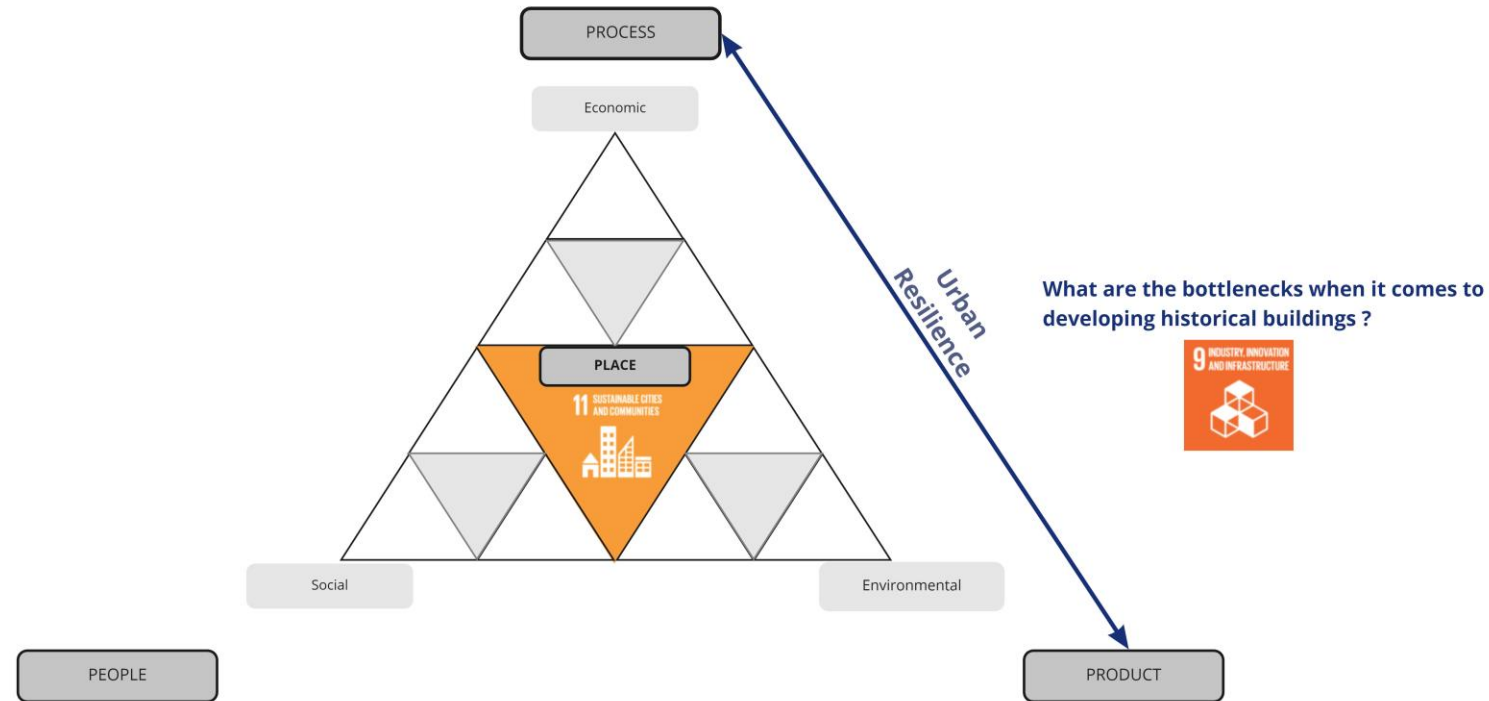 PROCESS
Economic
Urban
Resilience
What are the bottlenecks when it comes to
developing historical buildings ?
9 INDUSTRY, INNOVATION
AND INFRASTRUCTURE
PLACE
11 SUSTAINABLE CITIES
AND COMMUNITIES
Social
Environmental
PEOPLE
PRODUCT